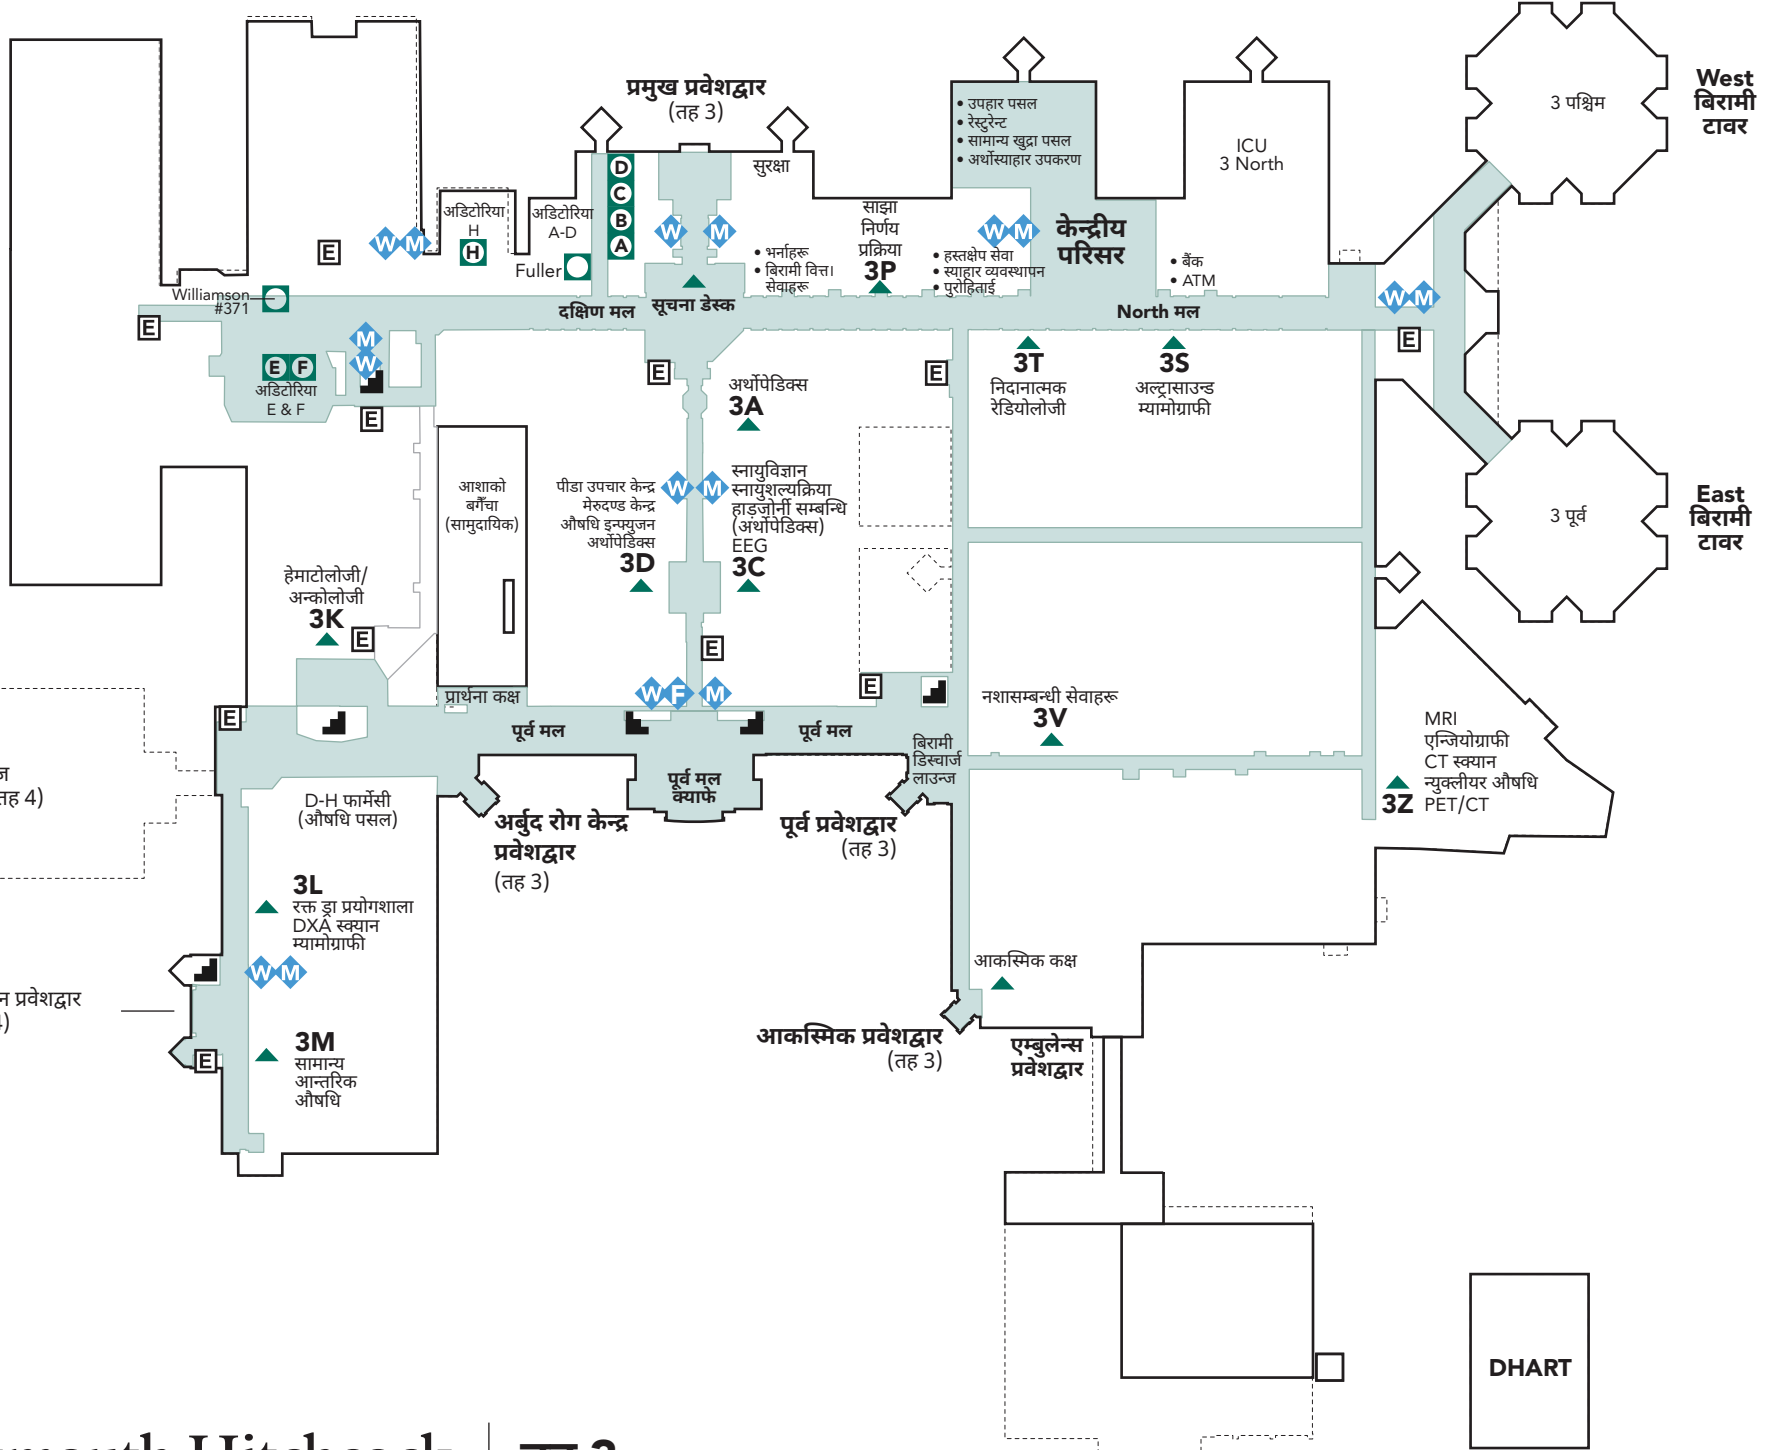 प्रमुख प्रवेशद्वार
(तह 3)
सुरक्षा
• उपहार पसल
• रेस्टुरेन्ट
• सामान्य खुद्रा पसल
• अर्थोस्याहार उपकरण
ICU
3 North
3 पश्चिम
West
बिरामी
टावर
D
C
B
A
अडिटोरिया
H
H
अडिटोरिया
A-D
Fuller
W M
E
W M
• भर्नाहरू
• बिरामी वित्त।
सेवाहरू
साझा
निर्णय
प्रक्रिया
3P
W M
• हस्तक्षेप सेवा
• स्याहार व्यवस्थापन
• पुरोहिताई
केन्द्रीय
परिसर
• बैंक
• ATM
W M
E
Williamson
#371
E
दक्षिण मल
सूचना डेस्क
North मल
M
W
E F
अडिटोरिया
E & F
E
E
E
अर्थोपेडिक्स
3A
3T
निदानात्मक
रेडियोलोजी
3S
अल्ट्रासाउन्ड
म्यामोग्राफी
आशाको
बगैँचा
(सामुदायिक)
पीडा उपचार केन्द्र
मेरुदण्ड केन्द्र
औषधि इन्फ्युजन
अर्थोपेडिक्स
3D
W M
स्नायुविज्ञान
स्नायुशल्यक्रिया
हाडजोर्नी सम्बन्धि
(अर्थोपेडिक्स)
EEG
3C
3 पूर्व
East
बिरामी
टावर
हेमाटोलोजी/
अन्कोलोजी
3K
E
E
E
E
प्रार्थना कक्ष
W F M
पूर्व मल
पूर्व मल
पूर्व मल
क्याफे
बिरामी
डिस्चार्ज
लाउन्ज
नशासम्बन्धी सेवाहरू
3V
MRI
एन्जियोग्राफी
CT स्क्यान
न्युक्लीयर औषधि
PET/CT
3Z
ज
तह 4)
D-H फार्मेसी
(औषधि पसल)
अर्बुद रोग केन्द्र
प्रवेशद्वार
(तह 3)
पूर्व प्रवेशद्वार
(तह 3)
3L
रक्त ड्रा प्रयोगशाला
DXA स्क्यान
म्यामोग्राफी
W M
न प्रवेशद्वार
4)
E
3M
सामान्य
आन्तरिक
औषधि
आकस्मिक कक्ष
आकस्मिक प्रवेशद्वार
(तह 3)
एम्बुलेन्स
प्रवेशद्वार
DHART